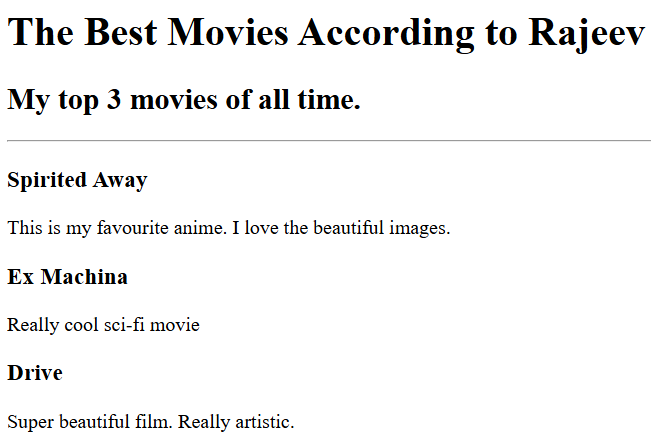 The Best Movies According to Rajeev
My top 3 movies of all time.
Spirited Away
This is my favourite anime. I love the beautiful images.
Ex Machina
Really cool sci-fi movie
Drive
Super beautiful film. Really artistic.